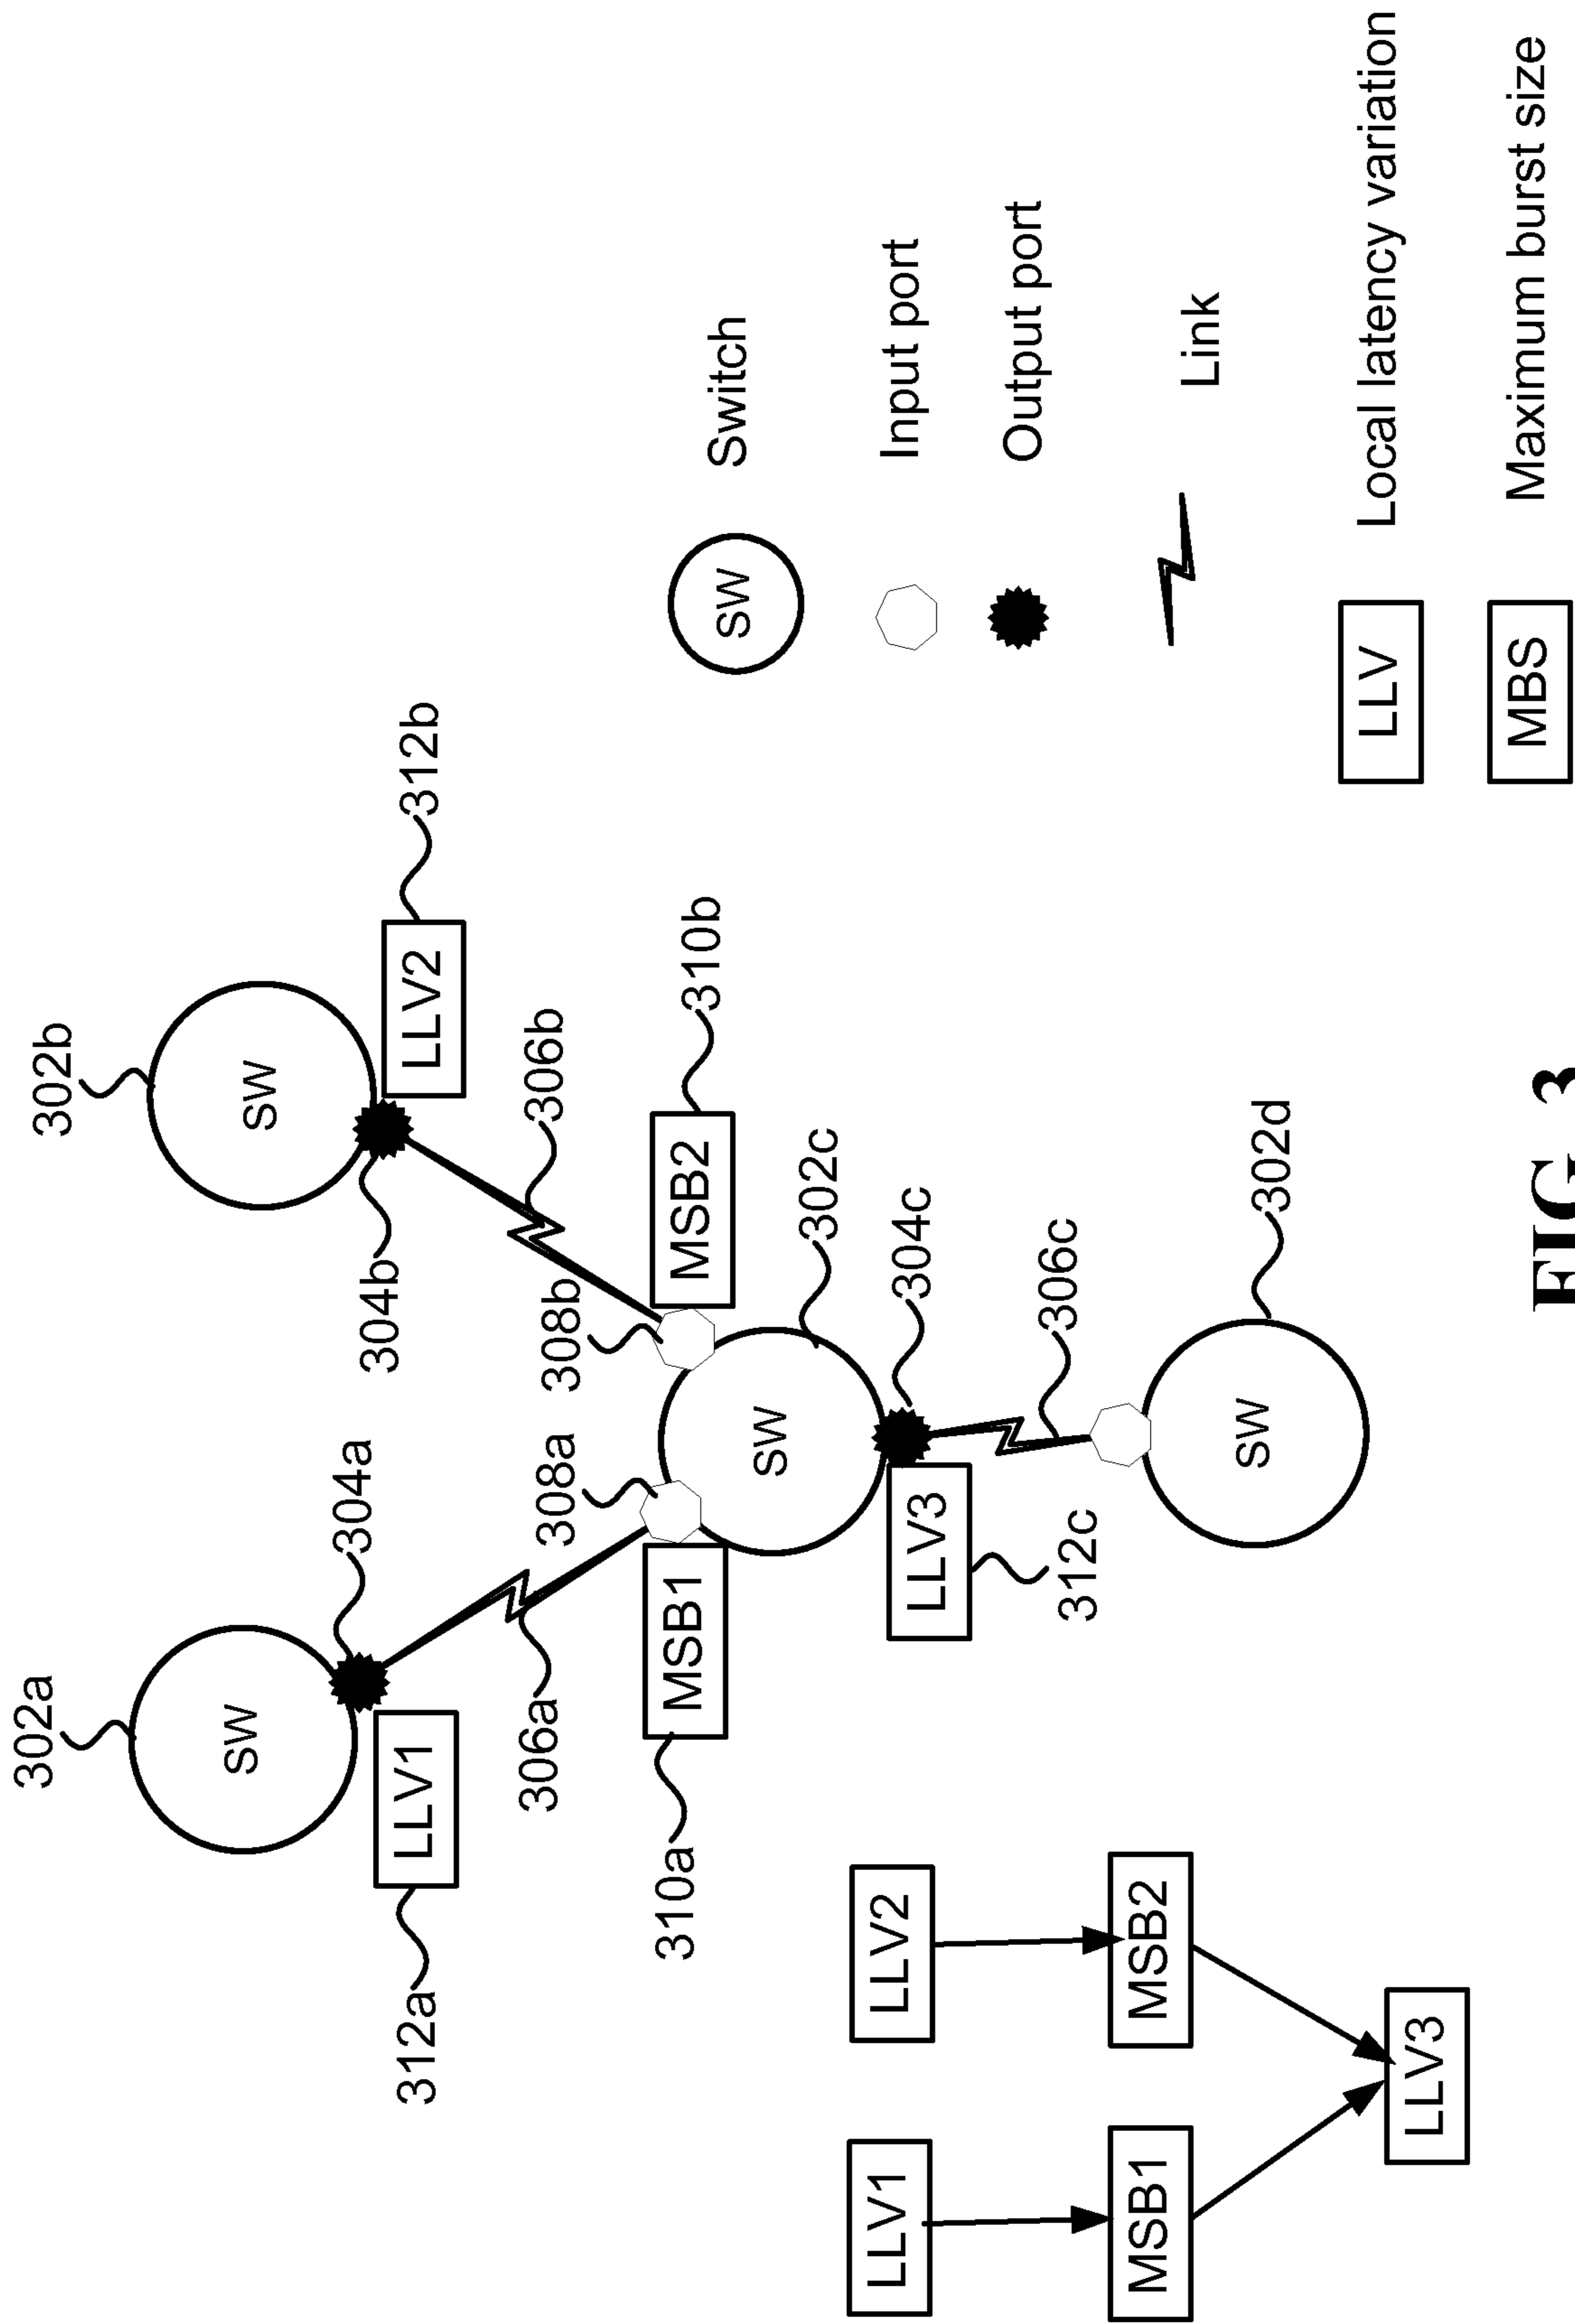 302a
302b
SW
SW
304a
304b
312a
LLV1
LLV2
312b
306a
308a
308b
306b
310a
MSB1
MSB2
310b
SW
302c
304c
LLV3
312c
306c
SW
302d
LLV1
LLV2
MSB1
MSB2
LLV3
SW Switch
Input port
Output port
Link
LLV Local latency variation
MBS Maximum burst size
FIG. 3